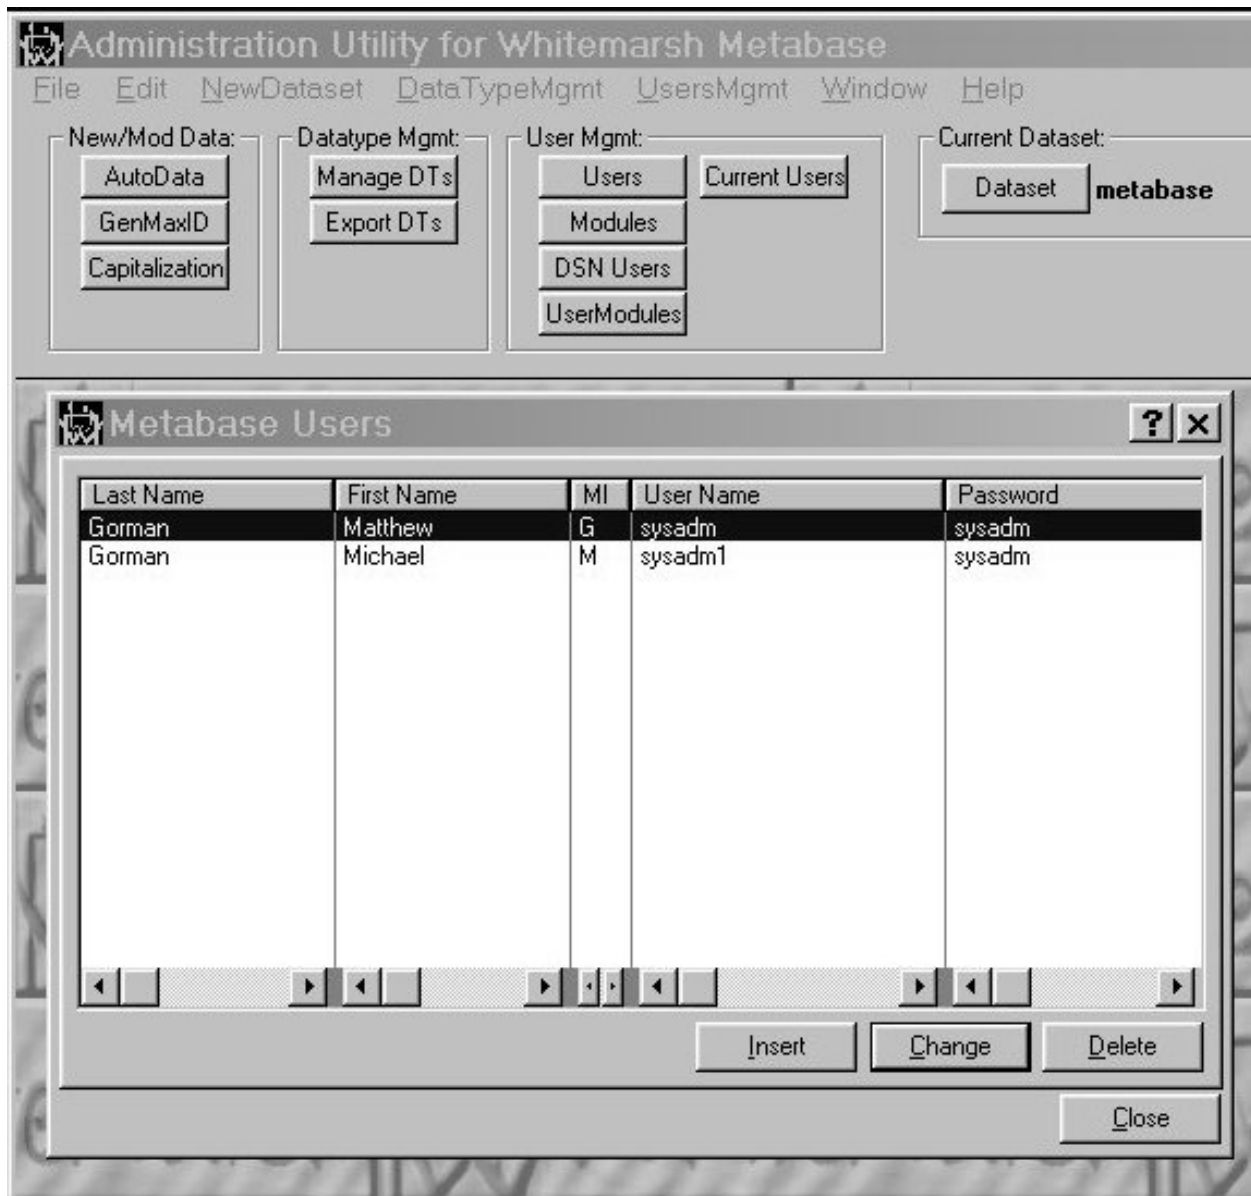 Administration Utility for Whitemarsh Metabase
File Edit NewDataset DataTypeMgmt UsersMgmt Window Help
New/Mod Data: Datatype Mgmt: User Mgmt: Current Dataset:
AutoData Manage DTs Users Current Users Dataset metabase
GenMaxID Export DTs Modules
Capitalization DSN Users
UserModules
Metabase Users
Last Name First Name MI User Name Password
Gorman Matthew G sysadm sysadm
Gorman Michael M sysadm1 sysadm
Insert Change Delete
Close